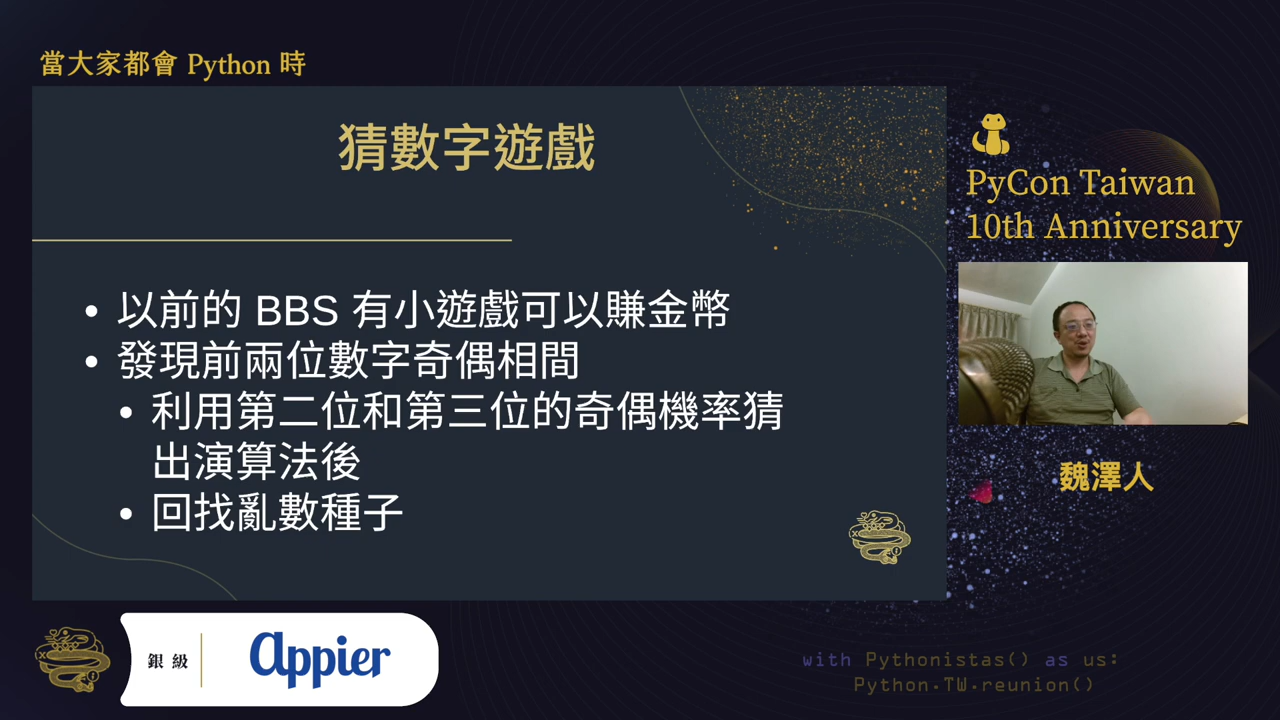 當大家都會 Python 時
猜數字遊戲
以前的 BBS 有小遊戲可以賺金幣
發現前兩位數字奇偶相間
利用第二位和第三位的奇偶機率猜
出演算法後
回找亂數種子
PyCon Taiwan
10th Anniversary
魏澤人
銀級
Appier
with Pythonistas() as us:
Python.TW.reunion()